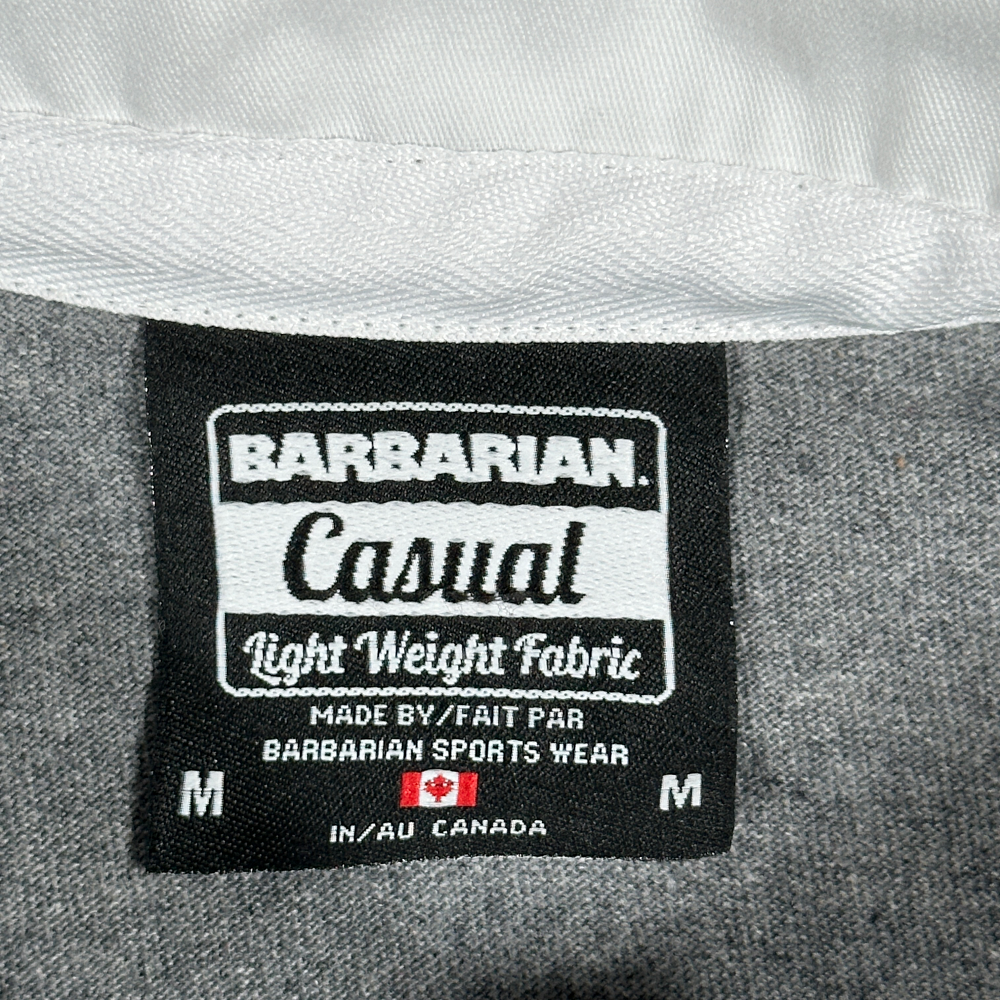 BARBARIAN.
Casual
Light Weight Fabric
MADE BY/FAIT PAR
BARBARIAN SPORTS WEAR
M M
IN/AU CANADA